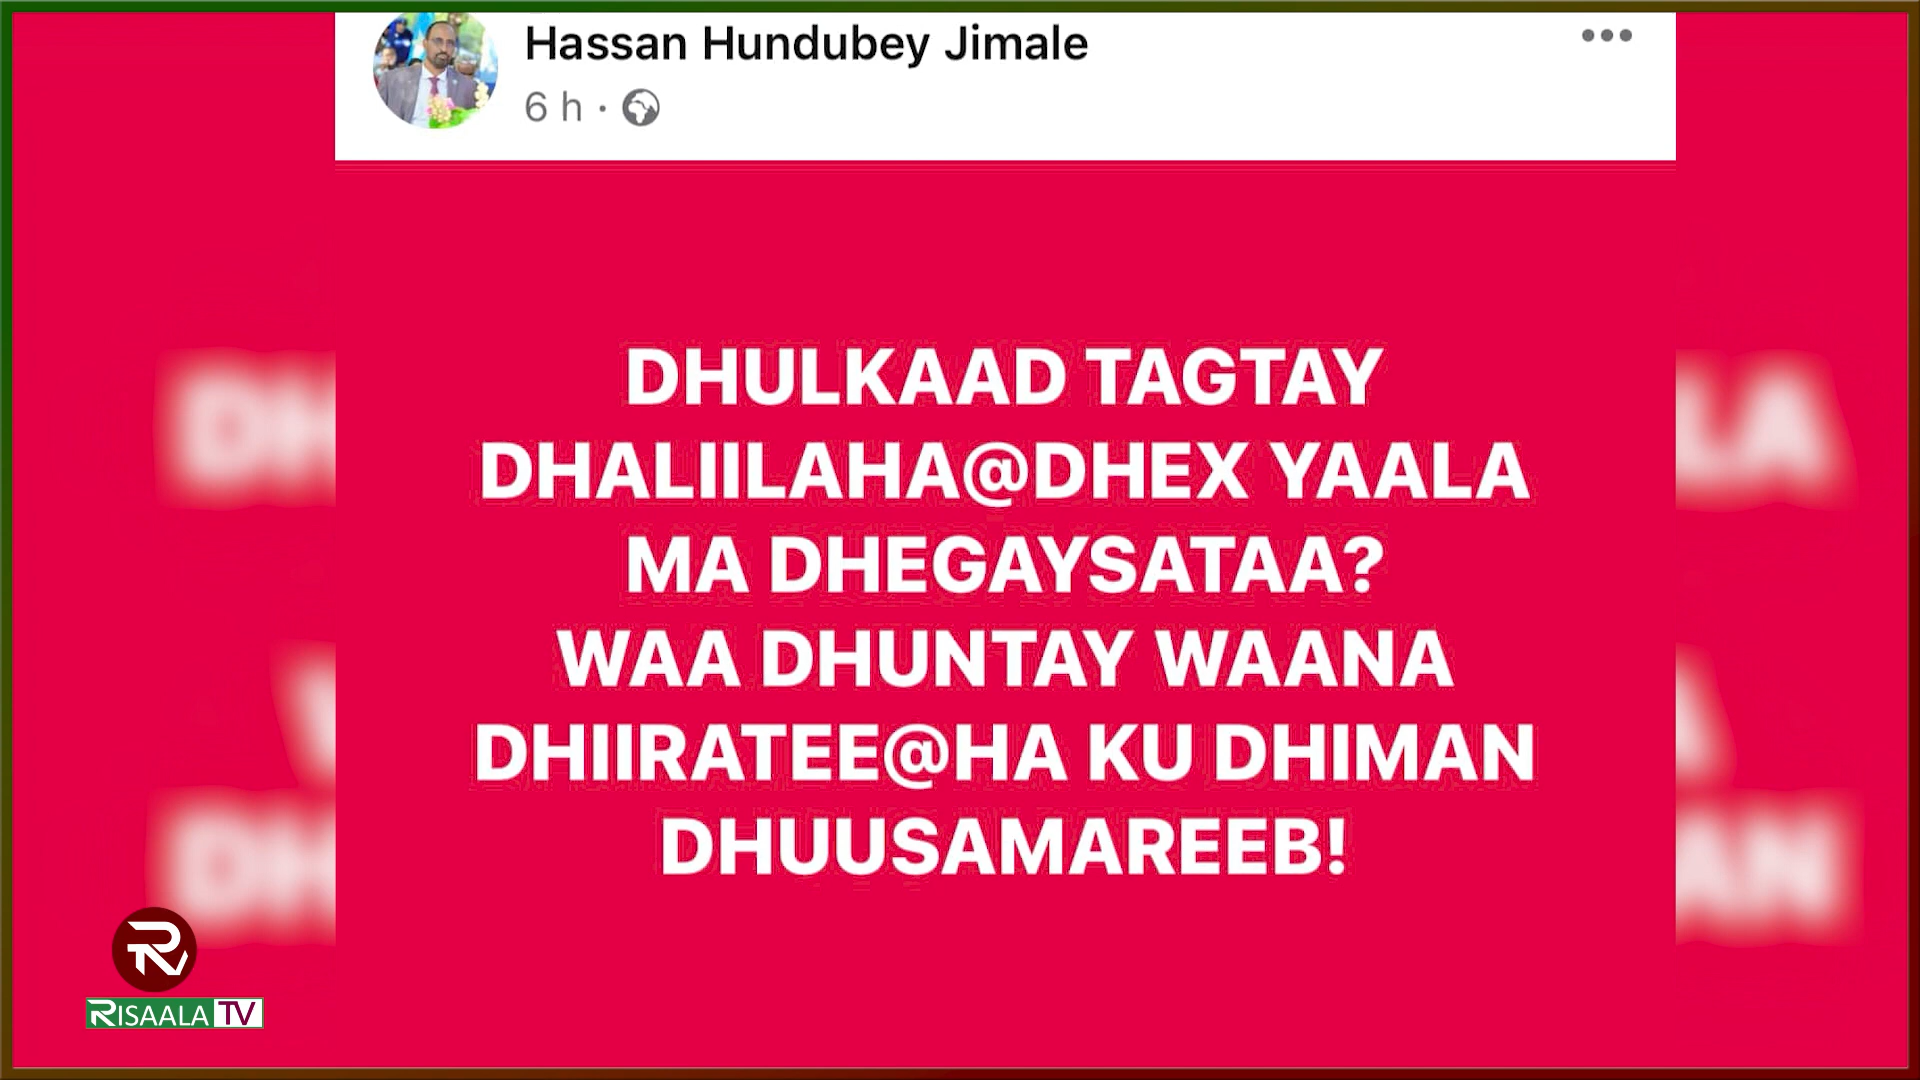 Hassan Hundubey Jimale
6 h ·
DHULKAAD TAGTAY
DHALIILAHA@DHEX YAALA
MA DHEGAYSATAA?
WAA DHUNTAY WAANA
DHIIRATEE@HA KU DHIMAN
DHUUSAMAREEB!
RISAALA TV